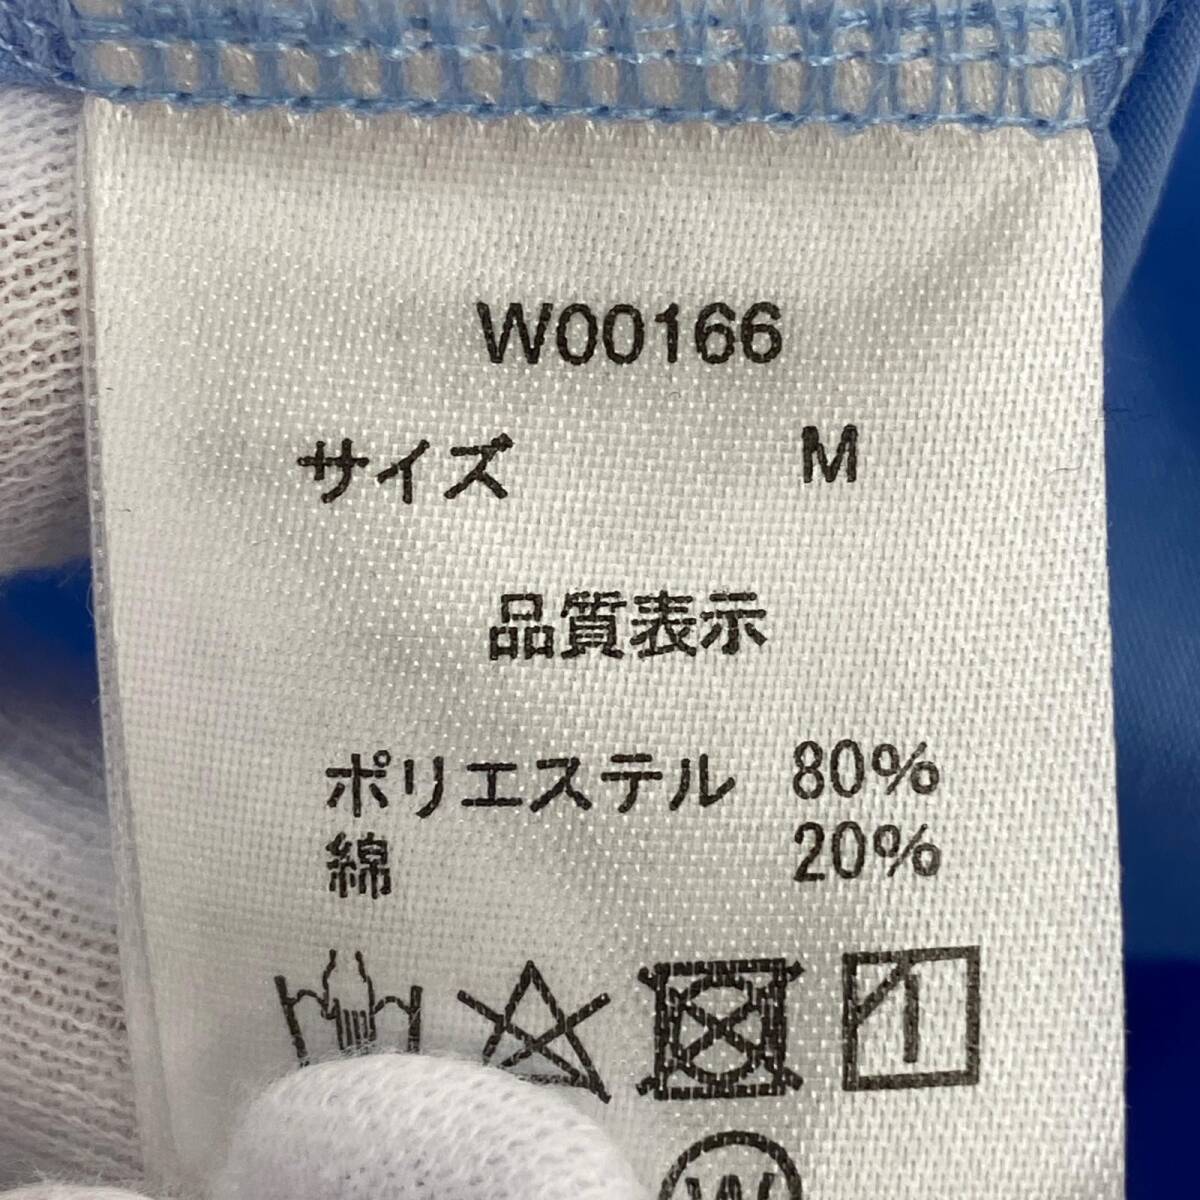 W00166
サイズ M
品質表示
ポリエステル 80%
綿 20%
W